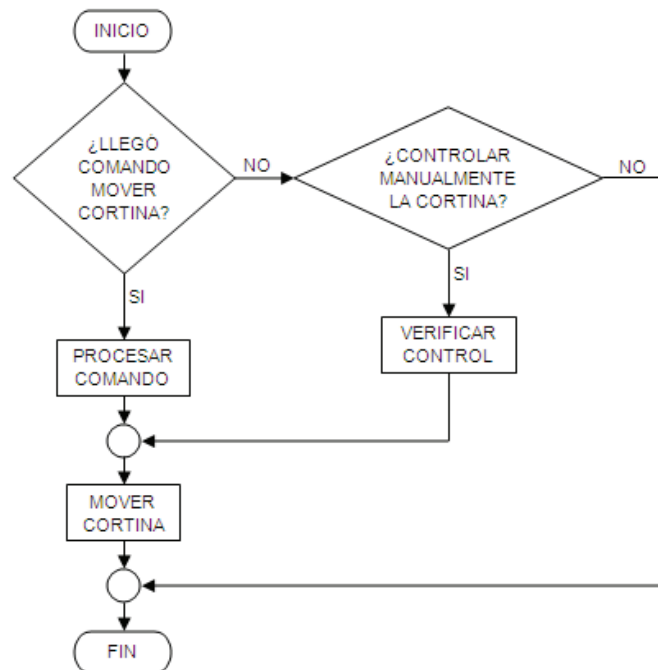 INICIO
¿LLEGÓ
COMANDO
MOVER
CORTINA?
NO
¿CONTROLAR
MANUALMENTE
LA CORTINA?
NO
SI
SI
PROCESAR
COMANDO
VERIFICAR
CONTROL
MOVER
CORTINA
FIN